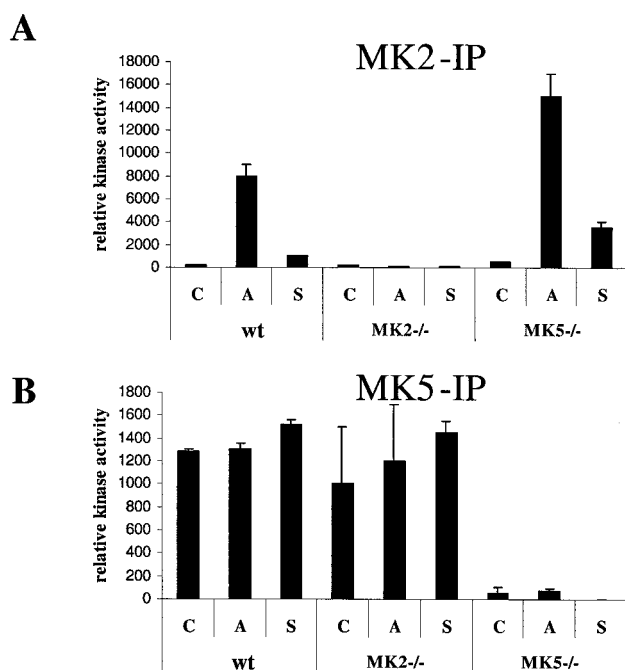 A
MK2-IP
relative kinase activity
18000
16000
14000
12000
10000
8000
6000
4000
2000
0
C A S C A S C A S
wt MK2-/- MK5-/-
B
MK5-IP
relative kinase activity
1800
1600
1400
1200
1000
800
600
400
200
0
C A S C A S C A S
wt MK2-/- MK5-/-